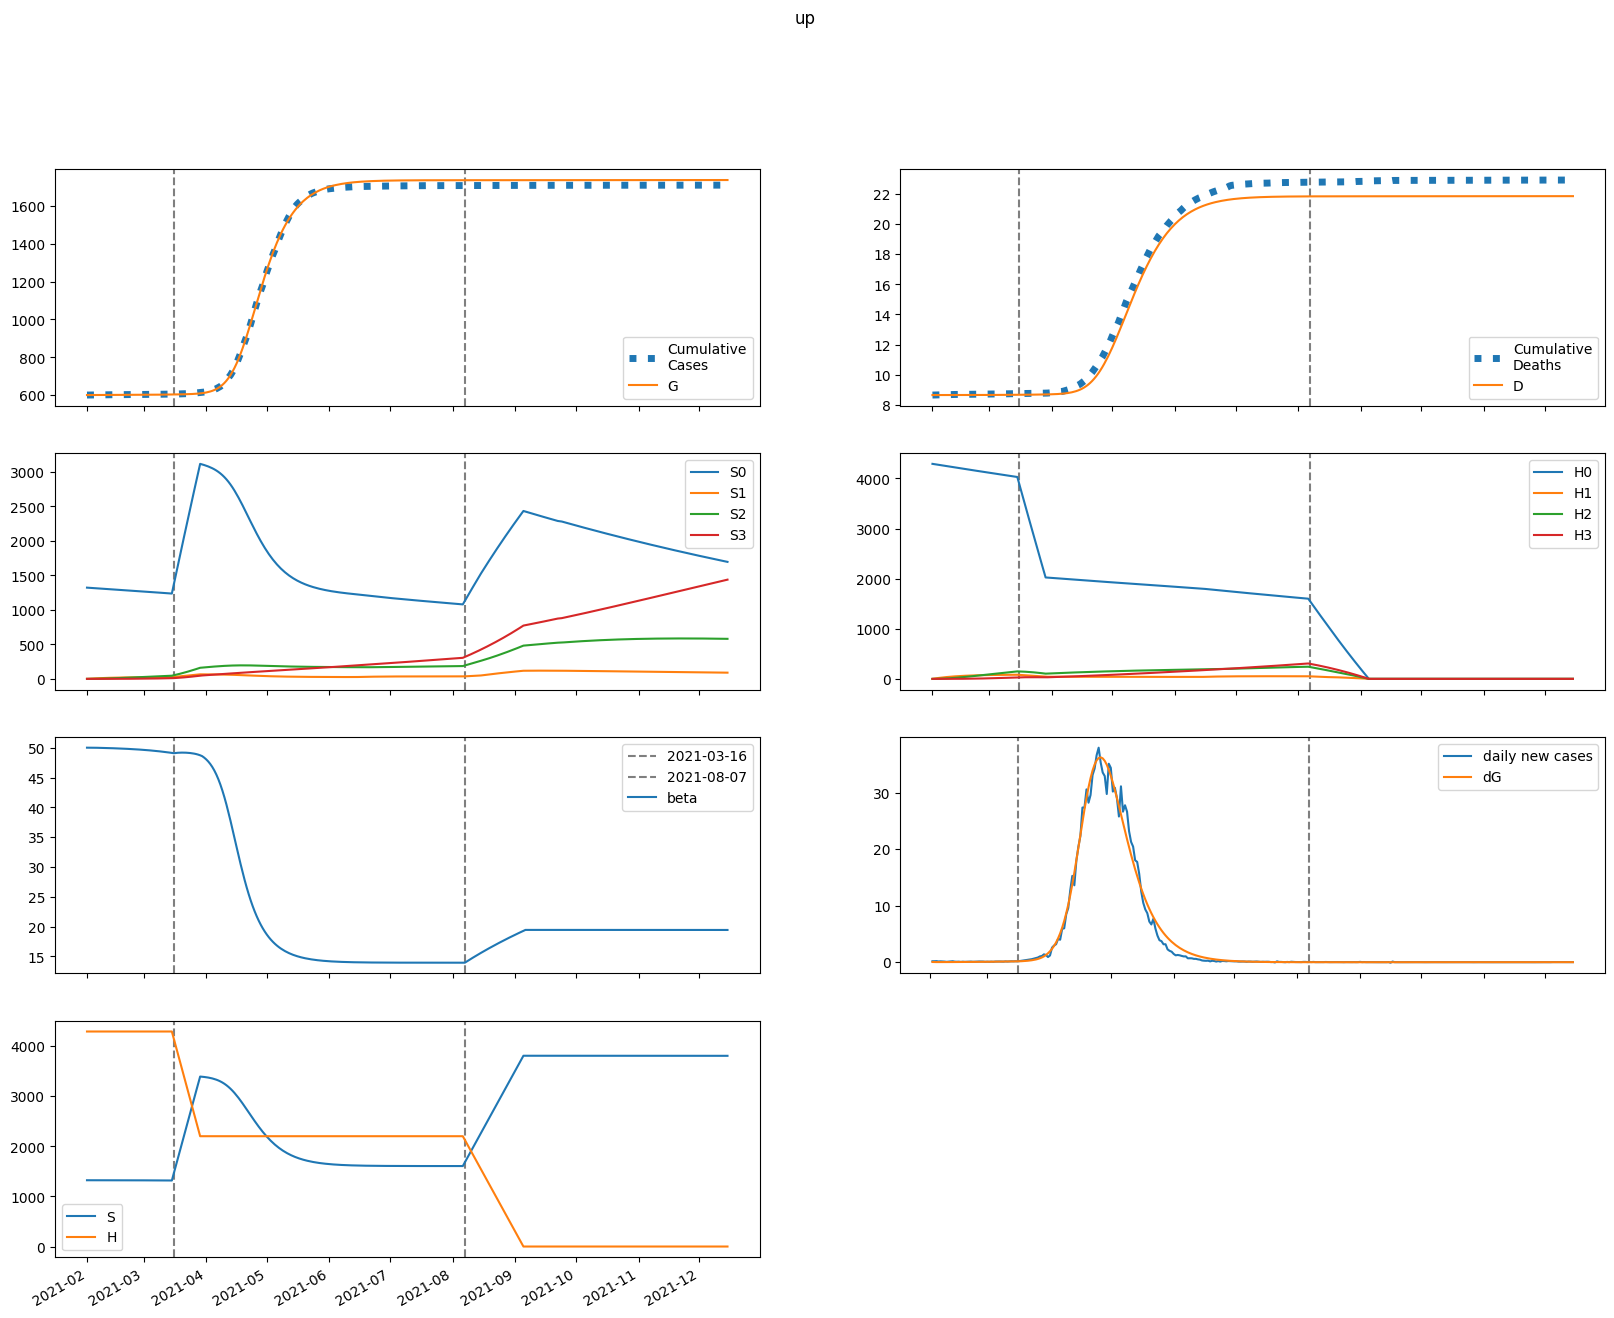 up
1600
1400
1200
1000
800
600
Cumulative
Cases
G
22
20
18
16
14
12
10
8
Cumulative
Deaths
D
3000
2500
2000
1500
1000
500
0
S0
S1
S2
S3
4000
3000
2000
1000
0
H0
H1
H2
H3
50
45
40
35
30
25
20
15
2021-03-16
2021-08-07
beta
30
20
10
0
daily new cases
dG
4000
3000
2000
1000
0
S
H
2021-02
2021-03
2021-04
2021-05
2021-06
2021-07
2021-08
2021-09
2021-10
2021-11
2021-12